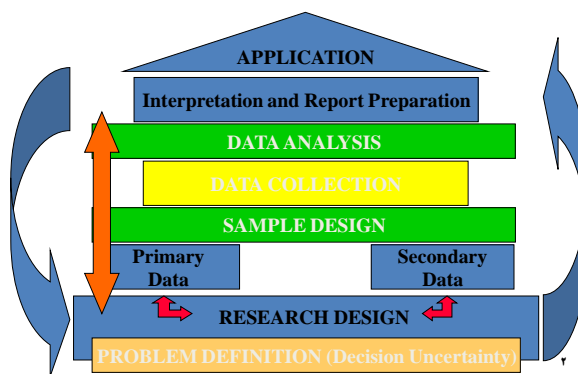 APPLICATION
Interpretation and Report Preparation
DATA ANALYSIS
DATA COLLECTION
SAMPLE DESIGN
Primary
Data
Secondary
Data
RESEARCH DESIGN
PROBLEM DEFINITION (Decision Uncertainty)
٢